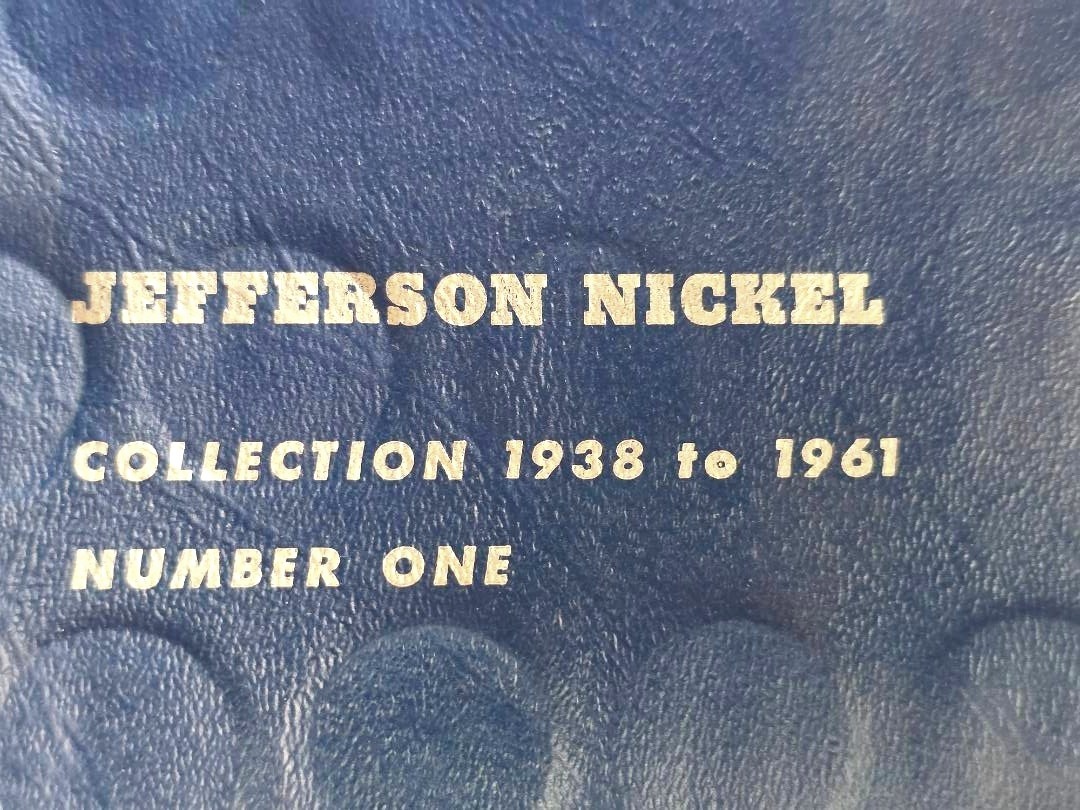 JEFFERSON NICKEL
COLLECTION 1938 to 1961
NUMBER ONE